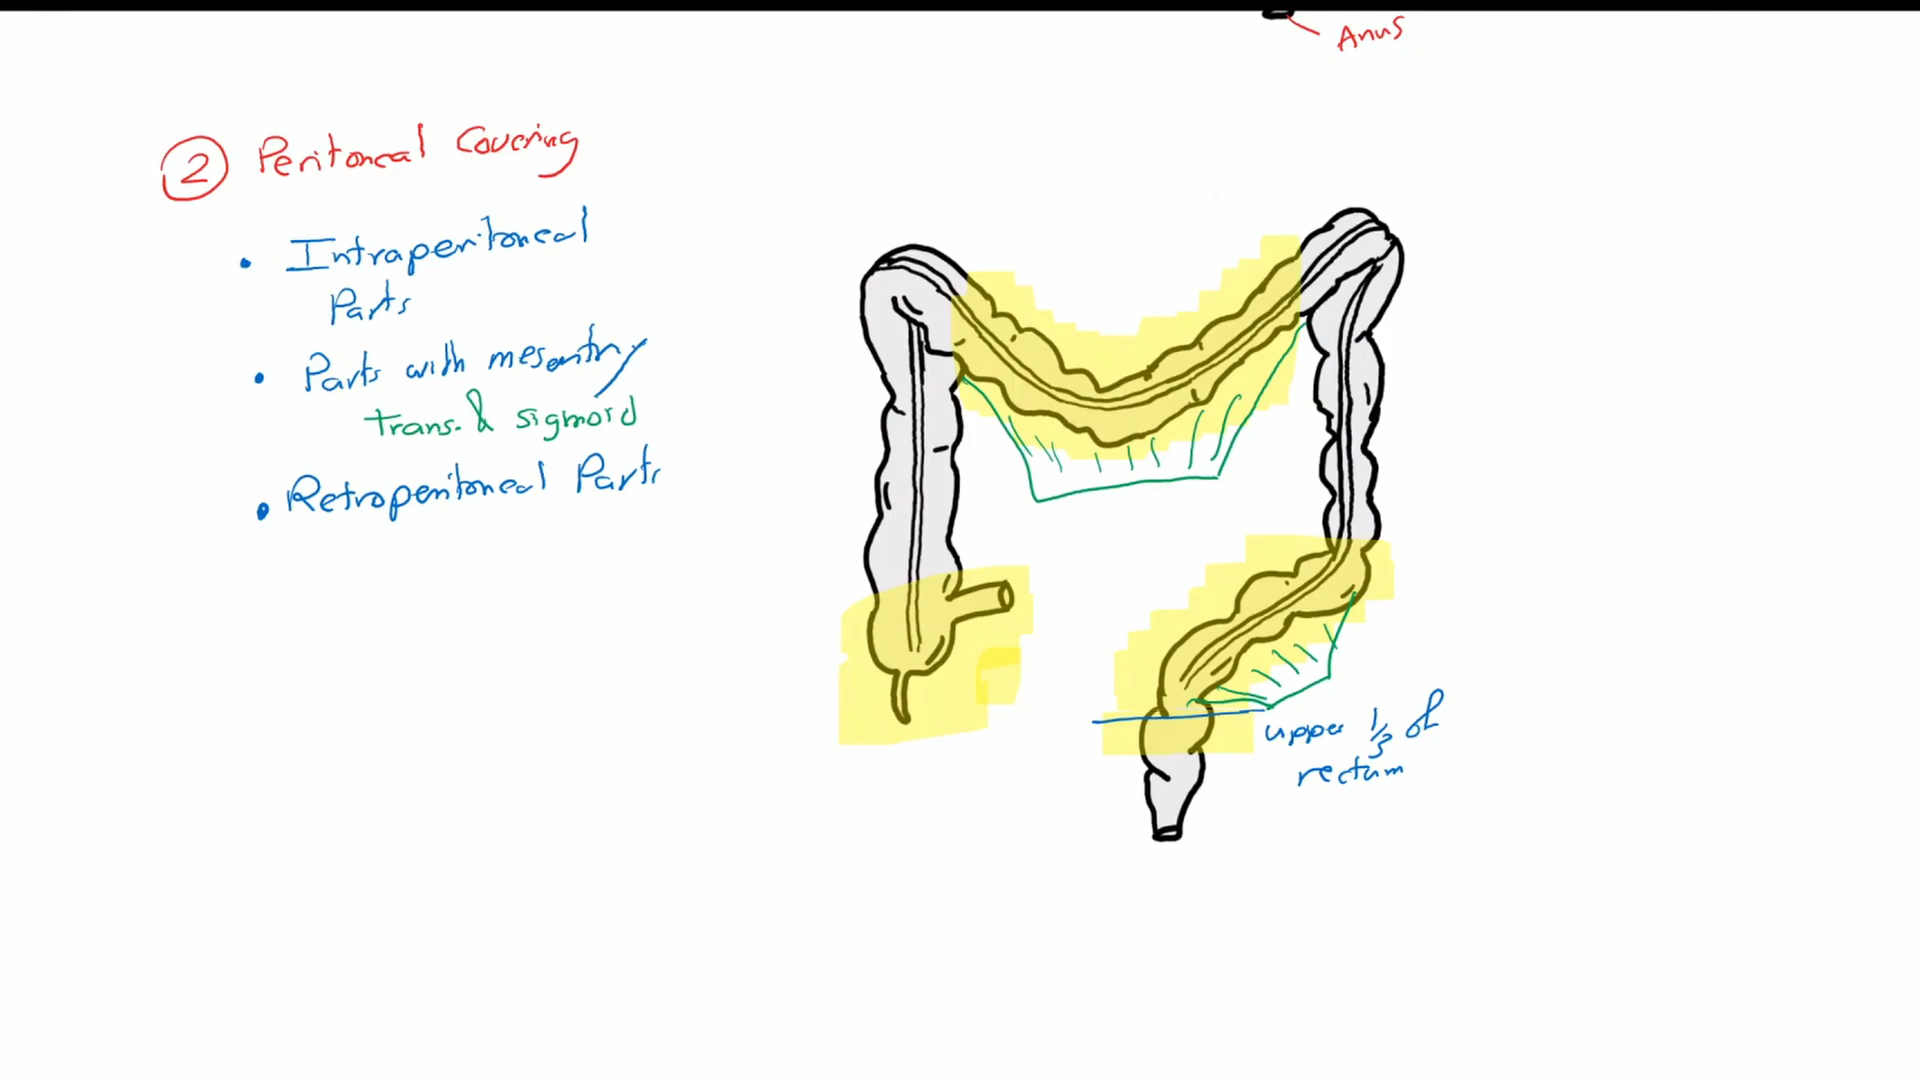 Anus
② Peritoneal Covering
• Intraperitoneal
Parts
• Parts with mesentry
trans. & sigmoid
• Retroperitoneal Parts
upper 1/3 of
rectum